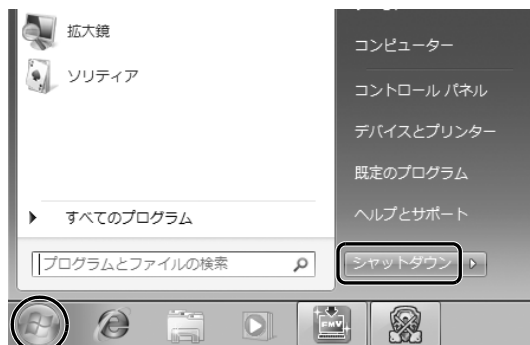 拡大鏡
ソリティア
すべてのプログラム
プログラムとファイルの検索
コンピューター
コントロール パネル
デバイスとプリンター
既定のプログラム
ヘルプとサポート
シャットダウン
FMV